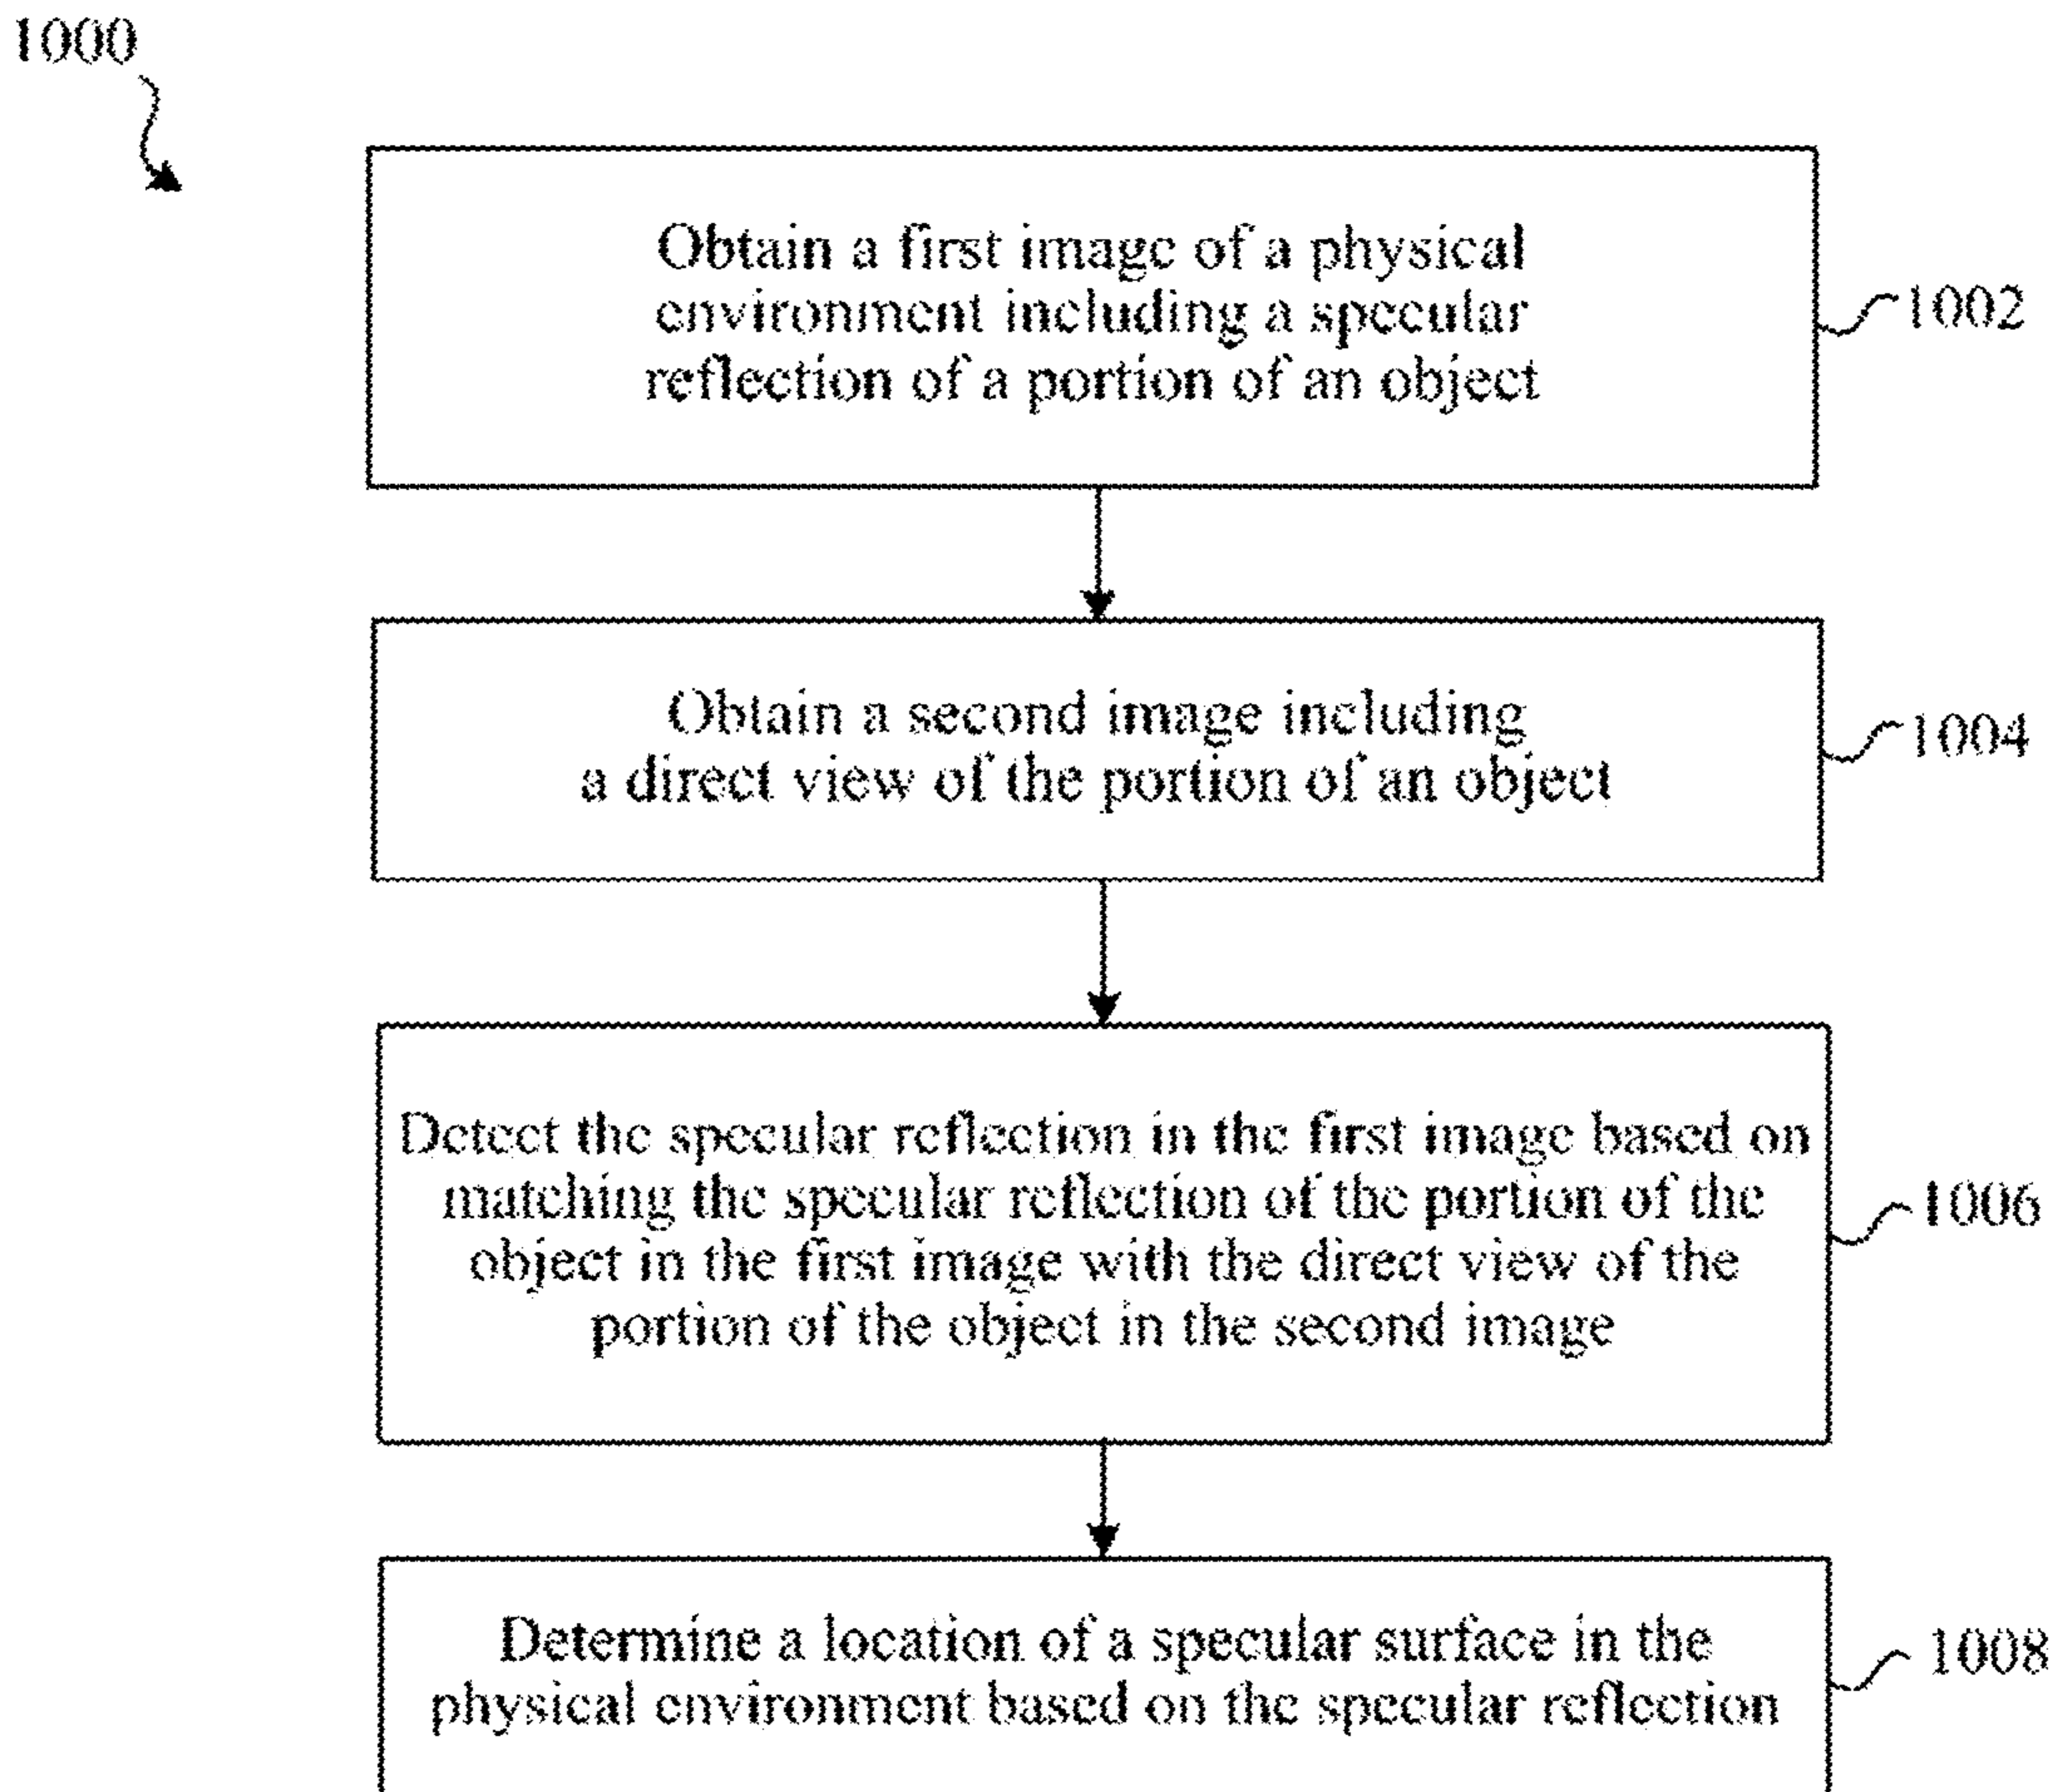 1000
Obtain a first image of a physical
environment including a specular
reflection of a portion of an object
1002
Obtain a second image including
a direct view of the portion of an object
1004
Detect the specular reflection in the first image based on
matching the specular reflection of the portion of the
object in the first image with the direct view of the
portion of the object in the second image
1006
Determine a location of a specular surface in the
physical environment based on the specular reflection
1008